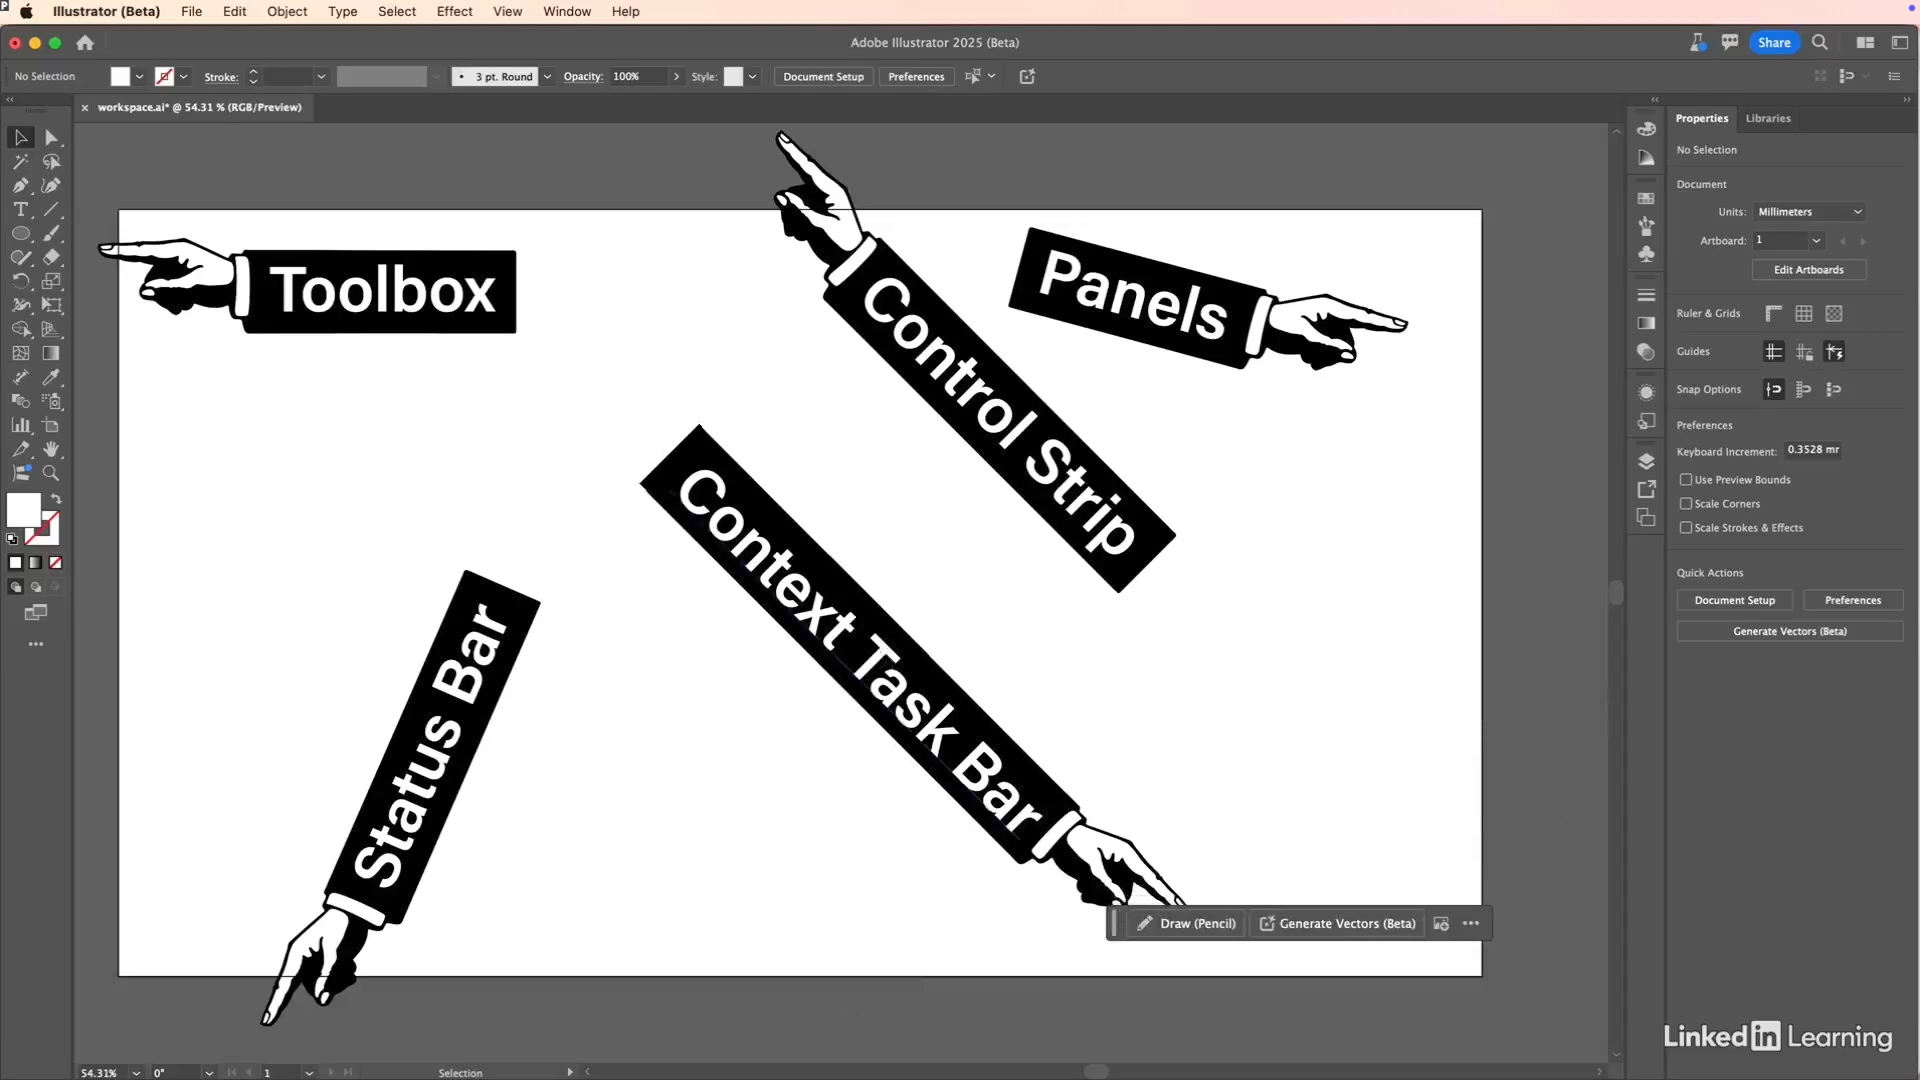 Illustrator (Beta) File Edit Object Type Select Effect View Window Help
Adobe Illustrator 2025 (Beta)
Share
No Selection
Stroke:
3 pt. Round
Opacity: 100%
Style:
Document Setup
Preferences
workspace.ai* @ 54.31 % (RGB/Preview)
Toolbox
Control Strip
Panels
Context Task Bar
Status Bar
Draw (Pencil)
Generate Vectors (Beta)
Properties
Libraries
No Selection
Document
Units: Millimeters
Artboard: 1
Edit Artboards
Ruler & Grids
Guides
Snap Options
Preferences
Keyboard Increment: 0.3528 mr
Use Preview Bounds
Scale Corners
Scale Strokes & Effects
Quick Actions
Document Setup
Preferences
Generate Vectors (Beta)
54.31%
0°
1
Selection
Linked in Learning